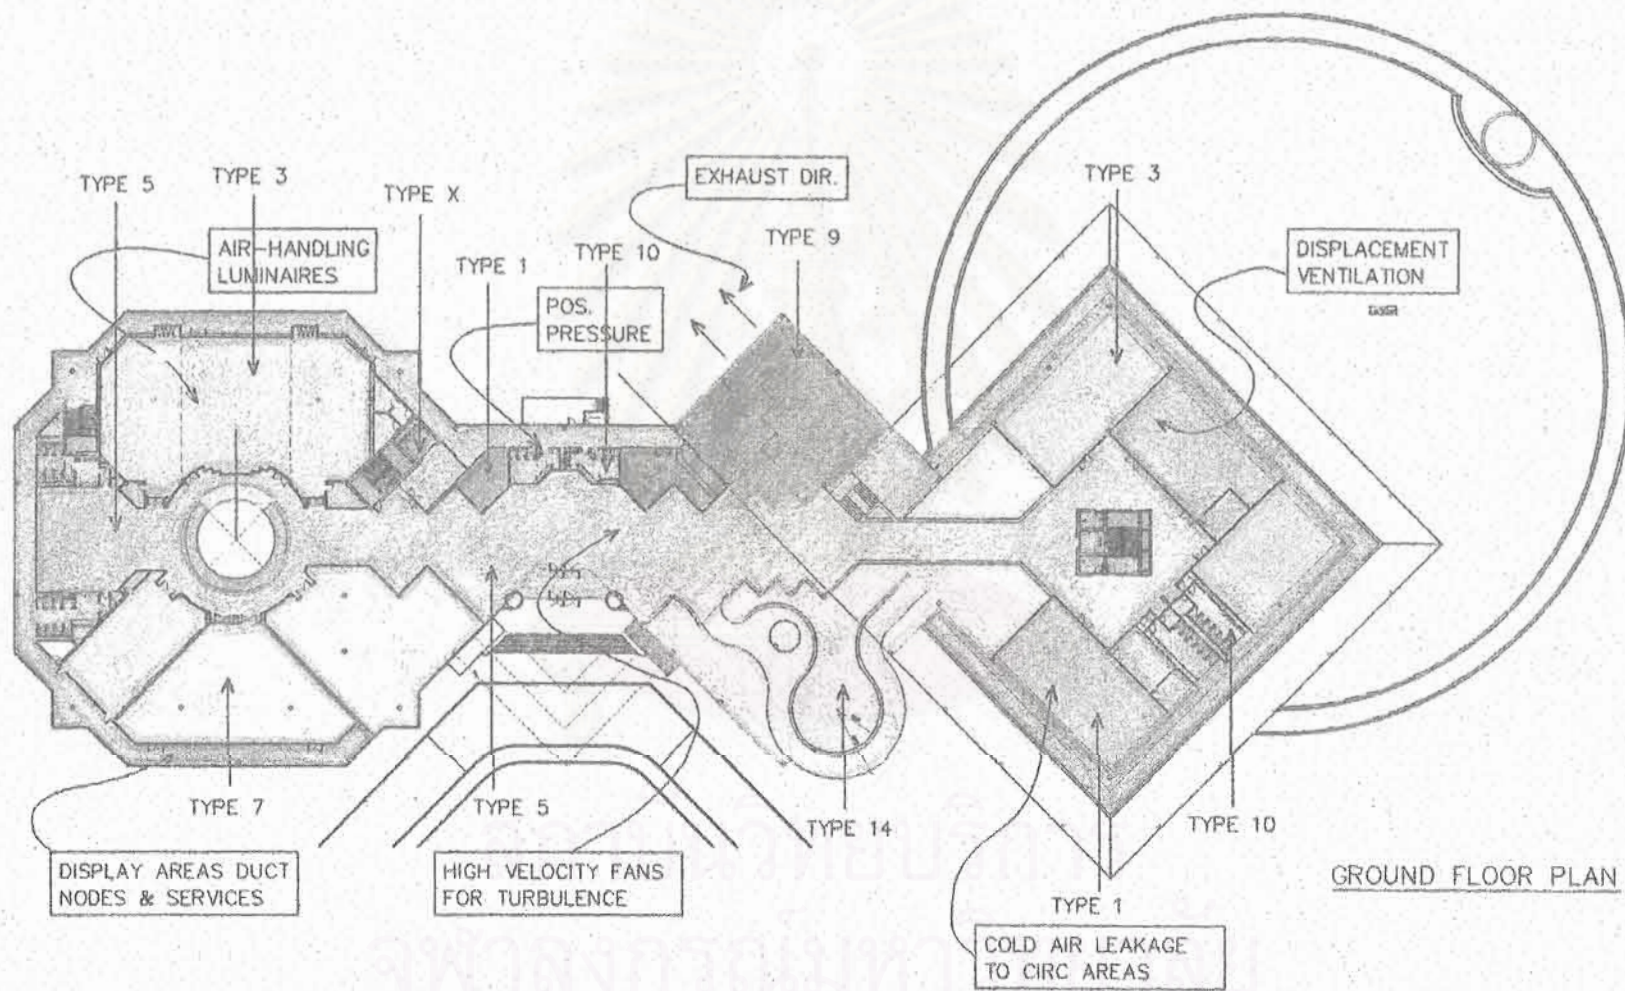 TYPE 5
TYPE 3
TYPE X
AIR-HANDLING
LUMINAIRES
TYPE 1
TYPE 10
POS.
PRESSURE
EXHAUST DIR.
TYPE 9
TYPE 3
DISPLACEMENT
VENTILATION
TYPE 7
TYPE 5
TYPE 14
TYPE 10
DISPLAY AREAS DUCT
NODES & SERVICES
HIGH VELOCITY FANS
FOR TURBULENCE
GROUND FLOOR PLAN
TYPE 1
COLD AIR LEAKAGE
TO CIRC AREAS